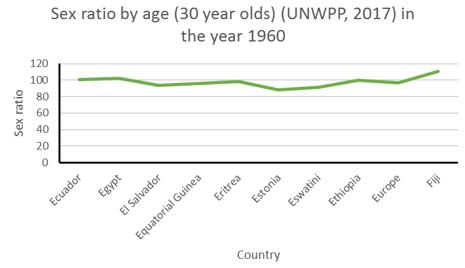 Sex ratio by age (30 year olds) (UNWPP, 2017) in
the year 1960
120
100
80
60
40
20
0
Sex ratio
Ecuador
Egypt
El Salvador
Equatorial Guinea
Eritrea
Estonia
Eswatini
Ethiopia
Europe
Fiji
Country